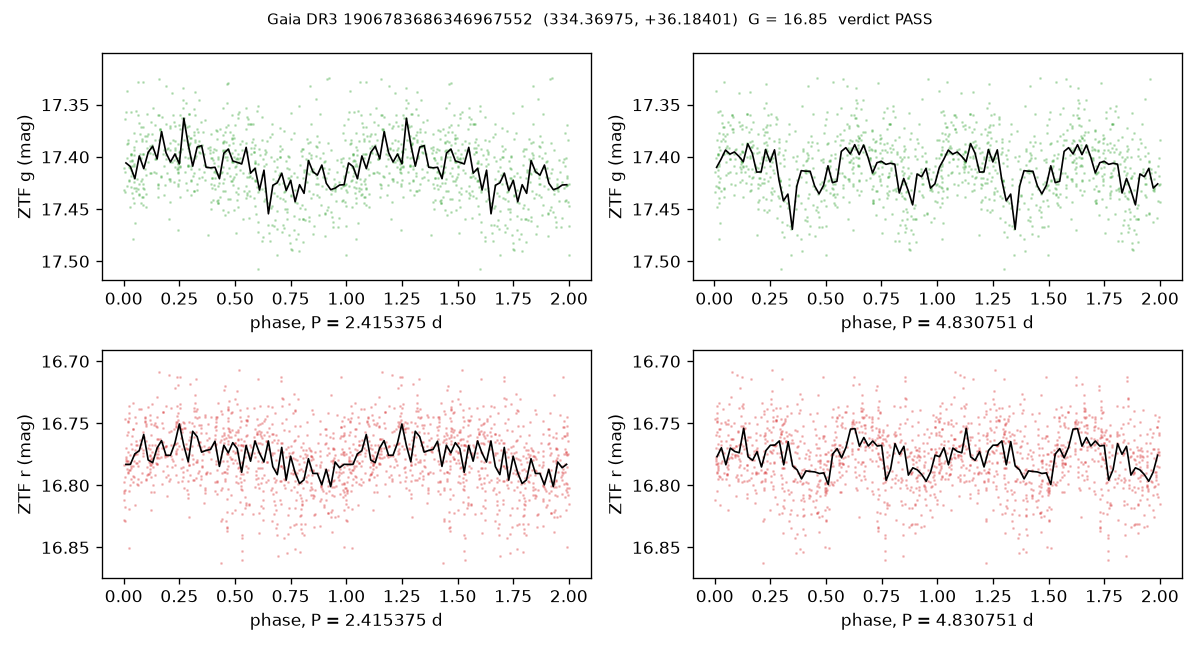 Gaia DR3 1906783686346967552  (334.36975, +36.18401)  G = 16.85  verdict PASS
ZTF g (mag)
17.35
17.40
17.45
17.50
0.00 0.25 0.50 0.75 1.00 1.25 1.50 1.75 2.00
phase, P = 2.415375 d
ZTF g (mag)
17.35
17.40
17.45
17.50
0.00 0.25 0.50 0.75 1.00 1.25 1.50 1.75 2.00
phase, P = 4.830751 d
ZTF r (mag)
16.70
16.75
16.80
16.85
0.00 0.25 0.50 0.75 1.00 1.25 1.50 1.75 2.00
phase, P = 2.415375 d
ZTF r (mag)
16.70
16.75
16.80
16.85
0.00 0.25 0.50 0.75 1.00 1.25 1.50 1.75 2.00
phase, P = 4.830751 d